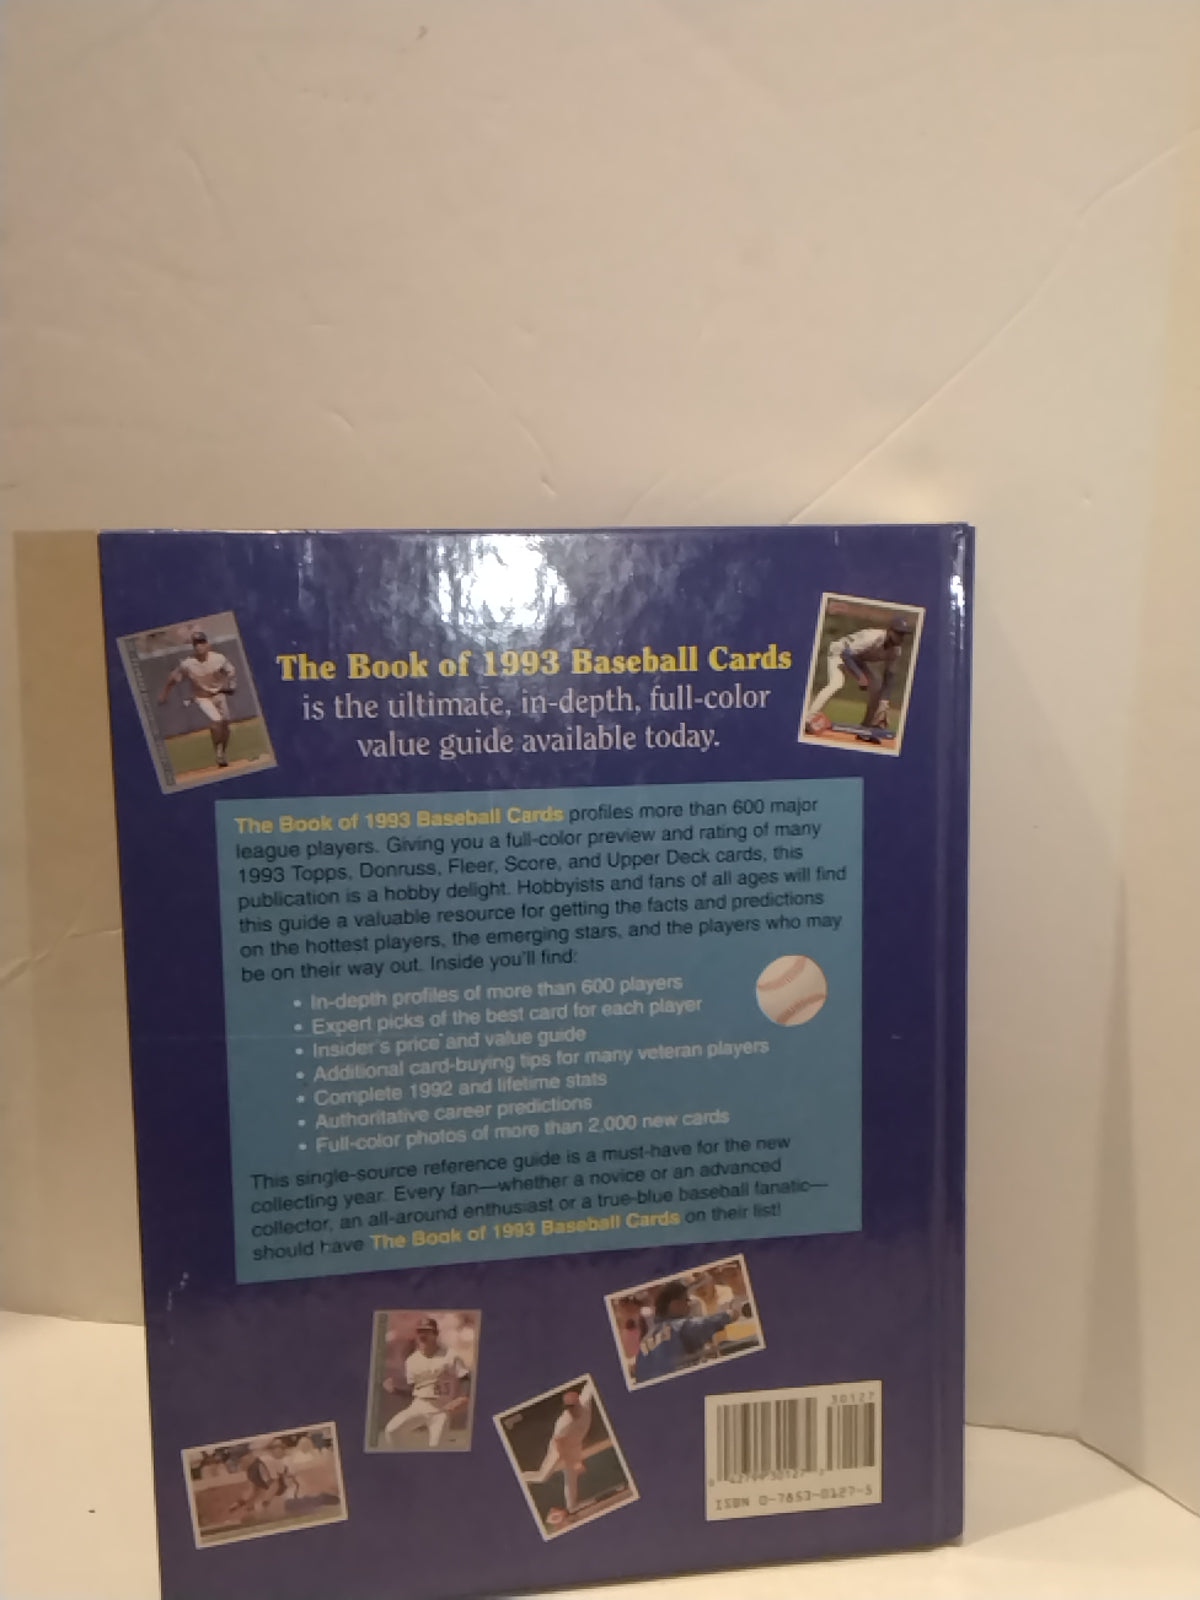 The Book of 1993 Baseball Cards
is the ultimate, in-depth, full-color
value guide available today.
The Book of 1993 Baseball Cards profiles more than 600 major
league players. Giving you a full-color preview and rating of many
1993 Topps, Donruss, Fleer, Score, and Upper Deck cards, this
publication is a hobby delight. Hobbyists and fans of all ages will find
this guide a valuable resource for getting the facts and predictions
on the hottest players, the emerging stars, and the players who may
be on their way out. Inside you'll find:
• In-depth profiles of more than 600 players
• Expert picks of the best card for each player
• Insider's price and value guide
• Additional card-buying tips for many veteran players
• Complete 1992 and lifetime stats
• Authoritative career predictions
• Full-color photos of more than 2,000 new cards
This single-source reference guide is a must-have for the new
collecting year. Every fan—whether a novice or an advanced
collector, an all-around enthusiast or a true-blue baseball fanatic—
should have The Book of 1993 Baseball Cards on their list!
30127
ISBN 0-7853-0127-5